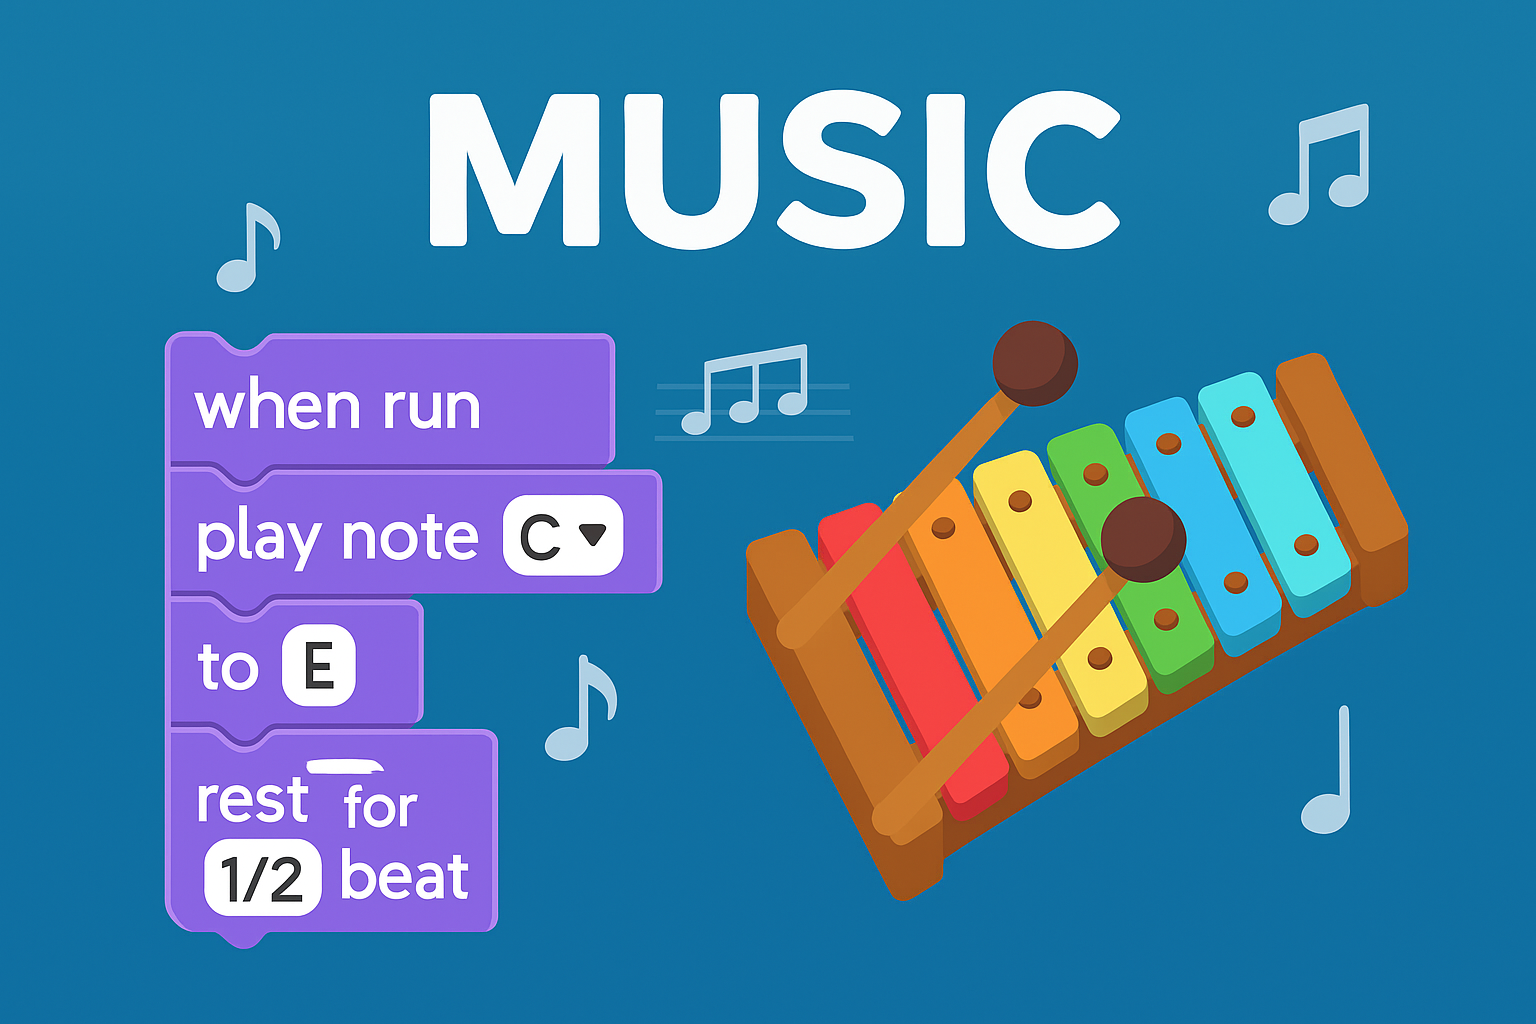 MUSIC
when run
play note C
to E
rest for
1/2 beat